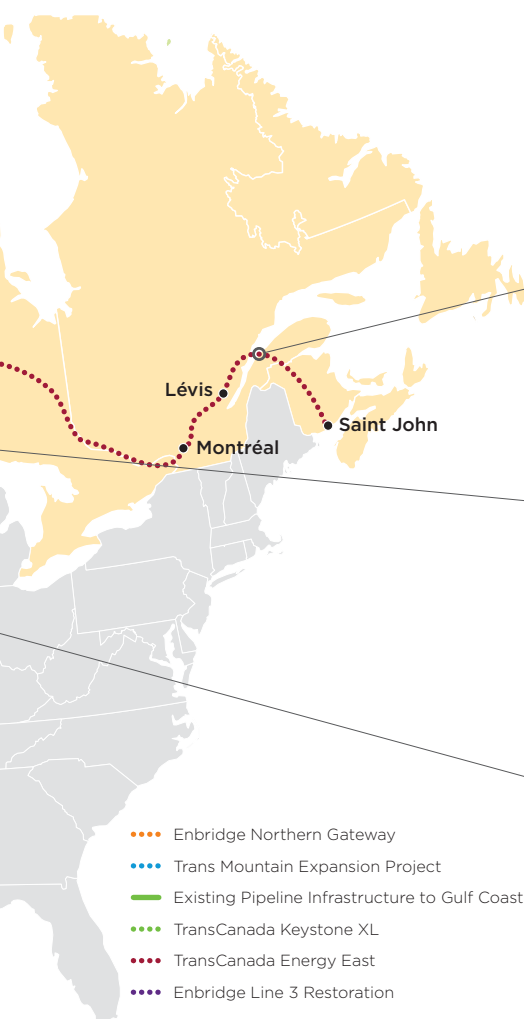 Lévis
Saint John
Montréal
Enbridge Northern Gateway
Trans Mountain Expansion Project
Existing Pipeline Infrastructure to Gulf Coast
TransCanada Keystone XL
TransCanada Energy East
Enbridge Line 3 Restoration